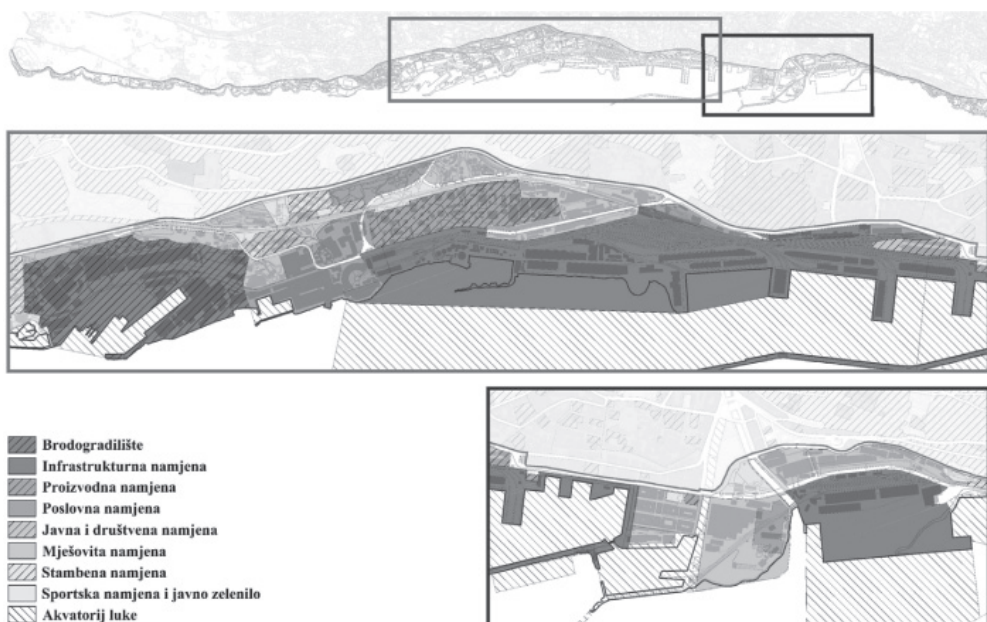 Brodogradilište
Infrastrukturna namjena
Proizvodna namjena
Poslovna namjena
Javna i društvena namjena
Mješovita namjena
Stambena namjena
Sportska namjena i javno zelenilo
Akvatorij luke